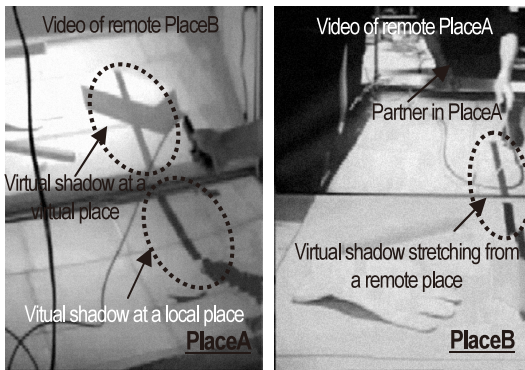 Video of remote PlaceB
Virtual shadow at a
virtual place
Vitual shadow at a local place
PlaceA
Video of remote PlaceA
Partner in PlaceA
Virtual shadow stretching from
a remote place
PlaceB